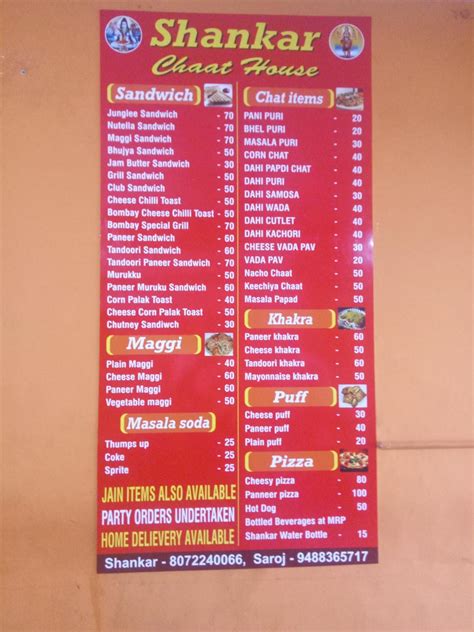 Shankar
Chaat House
Sandwich
Junglee Sandwich - 70
Nutella Sandwich - 70
Maggi Sandwich - 50
Bhujya Sandwich - 50
Jam Butter Sandwich - 30
Grill Sandwich - 50
Club Sandwich - 50
Cheese Chilli Toast - 50
Bombay Cheese Chilli Toast - 50
Bombay Special Grill - 70
Paneer Sandwich - 60
Tandoori Sandwich - 60
Tandoori Paneer Sandwich - 70
Murukku - 30
Paneer Muruku Sandwich - 60
Corn Palak Toast - 40
Cheese Corn Palak Toast - 50
Chutney Sandiwch - 30
Maggi
Plain Maggi - 40
Cheese Maggi - 60
Paneer Maggi - 60
Vegetable maggi - 50
Masala soda
Thumps up - 25
Coke - 25
Sprite - 25
JAIN ITEMS ALSO AVAILABLE
PARTY ORDERS UNDERTAKEN
HOME DELIEVERY AVAILABLE
Chat items
PANI PURI - 20
BHEL PURI - 30
MASALA PURI - 30
CORN CHAT - 40
DAHI PAPDI CHAT - 40
DAHI PURI - 40
DAHI SAMOSA - 30
DAHI WADA - 40
DAHI CUTLET - 40
DAHI KACHORI - 40
CHEESE VADA PAV - 30
VADA PAV - 20
Nacho Chaat - 50
Keechiya Chaat - 50
Masala Papad - 30
Khakra
Paneer khakra - 60
Cheese khakra - 50
Tandoori khakra - 60
Mayonnaise khakra - 50
Puff
Cheese puff - 30
Paneer puff - 40
Plain puff - 20
Pizza
Cheesy pizza - 80
Panneer pizza - 100
Hot Dog - 50
Bottled Beverages at MRP
Shankar Water Bottle - 15
Shankar - 8072240066, Saroj - 9488365717